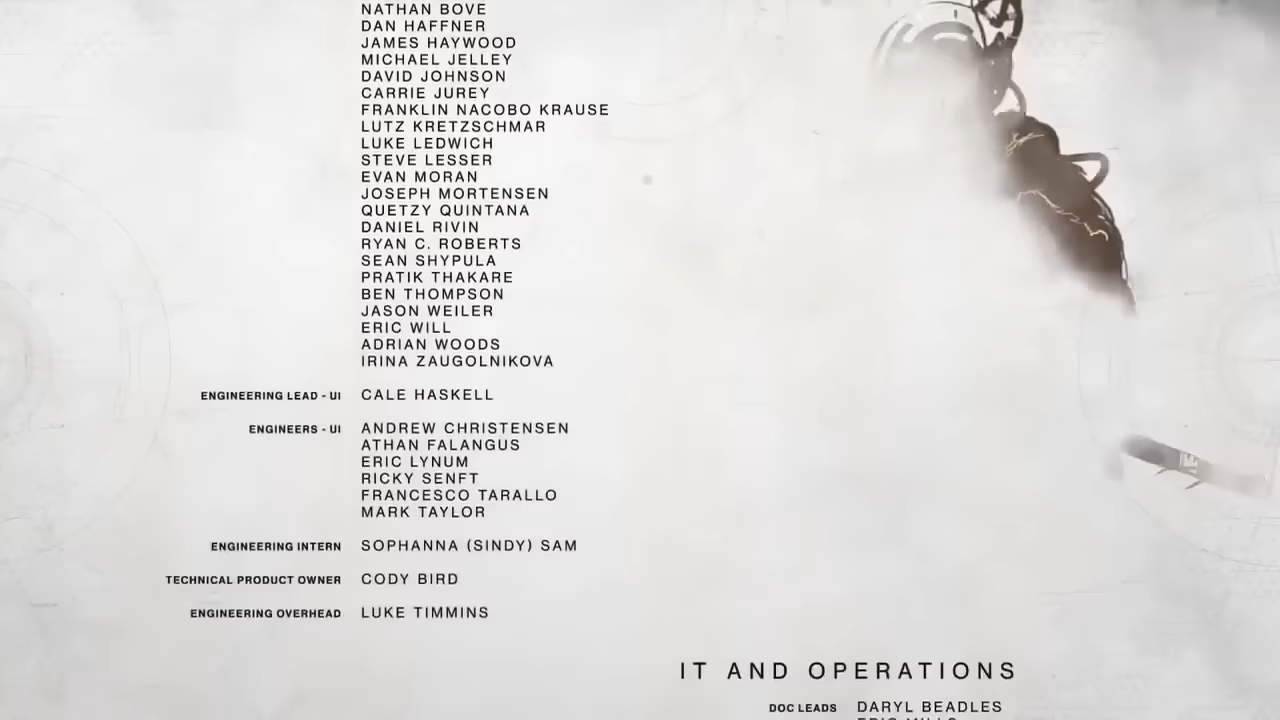 NATHAN BOVE
DAN HAFFNER
JAMES HAYWOOD
MICHAEL JELLEY
DAVID JOHNSON
CARRIE JUREY
FRANKLIN NACOBO KRAUSE
LUTZ KRETZSCHMAR
LUKE LEDWICH
STEVE LESSER
EVAN MORAN
JOSEPH MORTENSEN
QUETZY QUINTANA
DANIEL RIVIN
RYAN C. ROBERTS
SEAN SHYPULA
PRATIK THAKARE
BEN THOMPSON
JASON WEILER
ERIC WILL
ADRIAN WOODS
IRINA ZAUGOLNIKOVA
ENGINEERING LEAD - UI CALE HASKELL
ENGINEERS - UI ANDREW CHRISTENSEN
ATHAN FALANGUS
ERIC LYNUM
RICKY SENFT
FRANCESCO TARALLO
MARK TAYLOR
ENGINEERING INTERN SOPHANNA (SINDY) SAM
TECHNICAL PRODUCT OWNER CODY BIRD
ENGINEERING OVERHEAD LUKE TIMMINS
IT AND OPERATIONS
DOC LEADS DARYL BEADLES